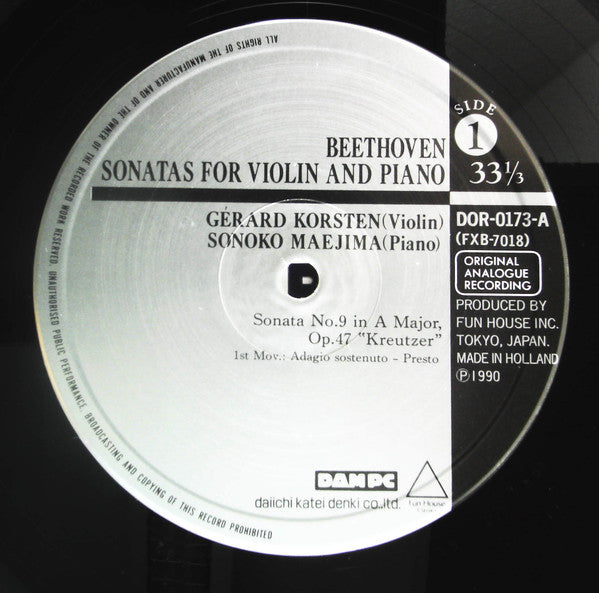 SIDE
1
33⅓
BEETHOVEN
SONATAS FOR VIOLIN AND PIANO
GÉRARD KORSTEN(Violin)
SONOKO MAEJIMA(Piano)
DOR-0173-A
(FXB-7018)
ORIGINAL
ANALOGUE
RECORDING
PRODUCED BY
FUN HOUSE INC.
TOKYO, JAPAN.
MADE IN HOLLAND
Ⓟ1990
Sonata No.9 in A Major,
Op.47 "Kreutzer"
1st Mov.: Adagio sostenuto – Presto
DAM PC
daiichi katei denki co.,ltd.
Fun House
ALL RIGHTS OF THE MANUFACTURER AND OF THE OWNER OF THE RECORDED WORK RESERVED. UNAUTHORISED PUBLIC PERFORMANCE, BROADCASTING AND COPYING OF THIS RECORD PROHIBITED